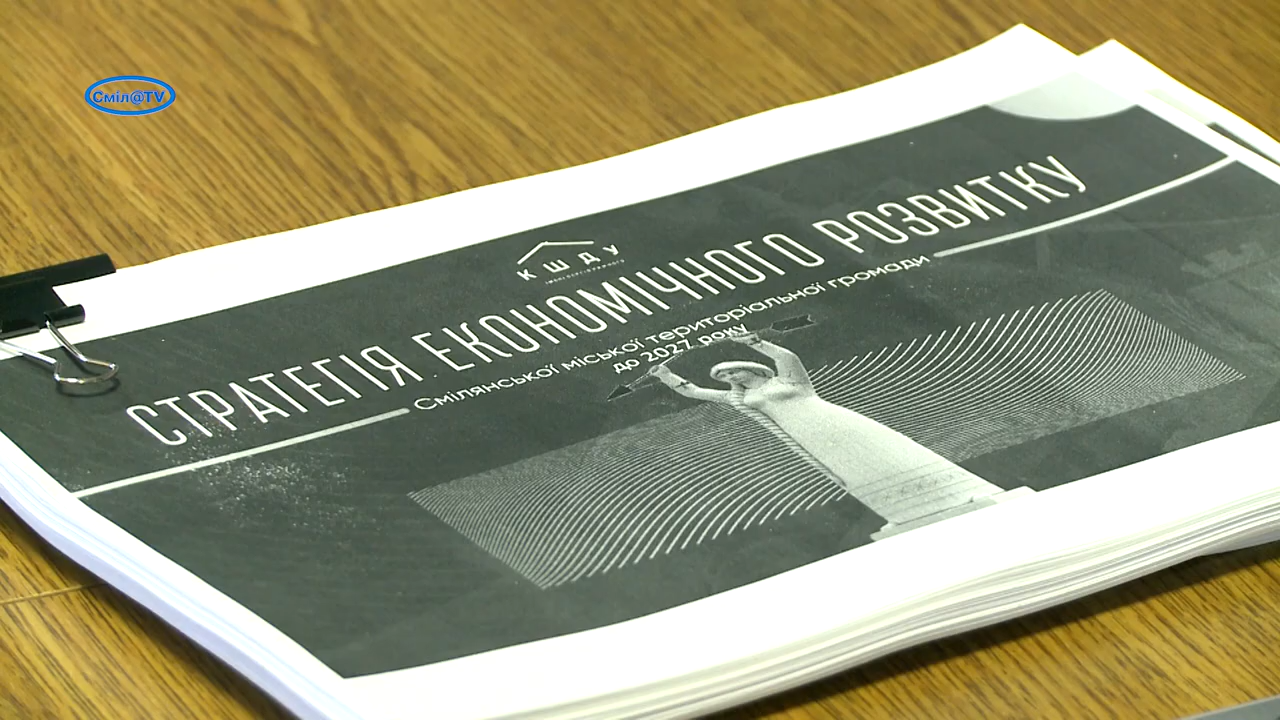 Сміл@TV
КШДУ
СТРАТЕГІЯ ЕКОНОМІЧНОГО РОЗВИТКУ
Смілянської міської територіальної громади
до 2027 року